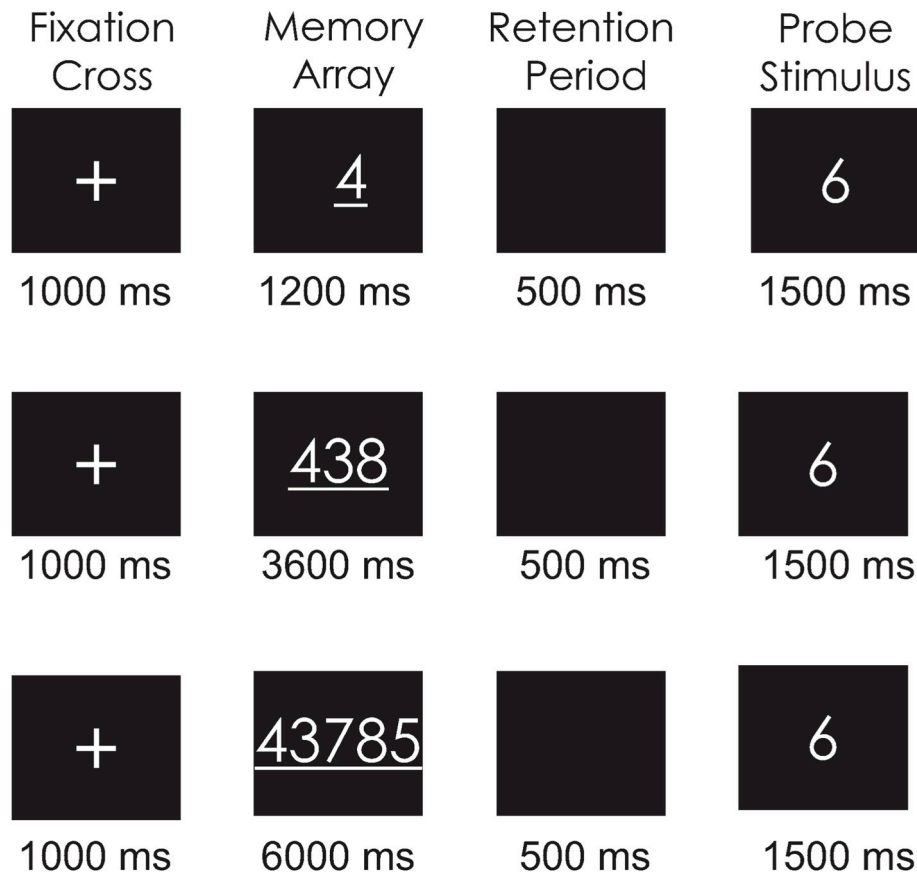 Fixation Cross
Memory Array
Retention Period
Probe Stimulus
+
4
6
1000 ms
1200 ms
500 ms
1500 ms
+
438
6
1000 ms
3600 ms
500 ms
1500 ms
+
43785
6
1000 ms
6000 ms
500 ms
1500 ms